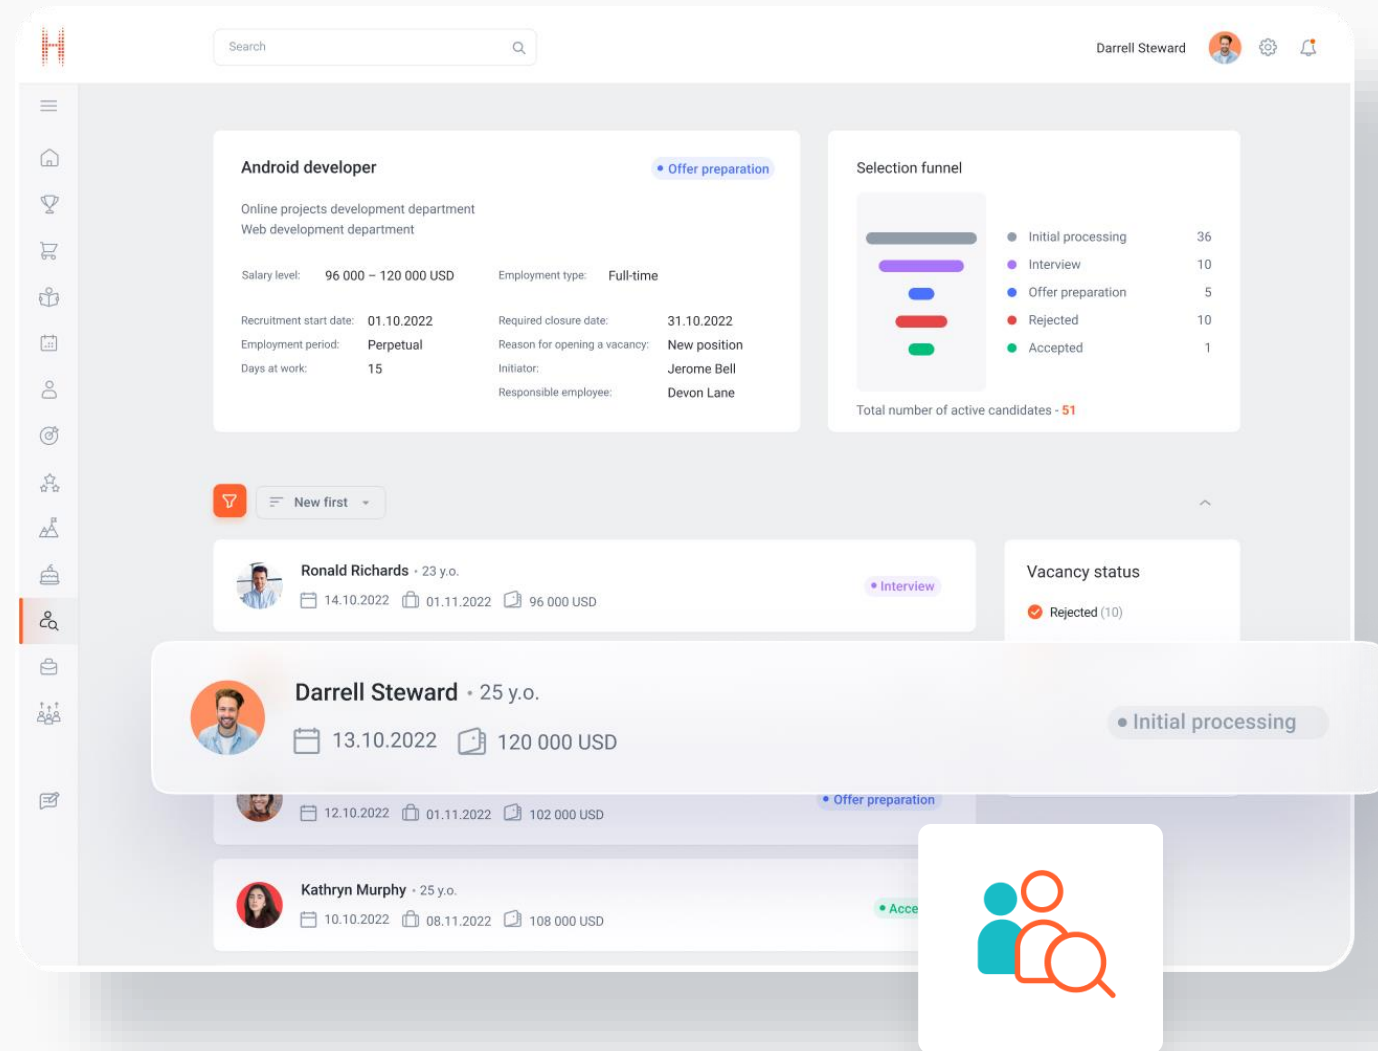 Search
Darrell Steward
Android developer
• Offer preparation
Online projects development department
Web development department
Salary level: 96 000 – 120 000 USD
Employment type: Full-time
Recruitment start date: 01.10.2022
Required closure date: 31.10.2022
Employment period: Perpetual
Reason for opening a vacancy: New position
Days at work: 15
Initiator: Jerome Bell
Responsible employee: Devon Lane
Selection funnel
Initial processing 36
Interview 10
Offer preparation 5
Rejected 10
Accepted 1
Total number of active candidates - 51
New first
Ronald Richards · 23 y.o.
14.10.2022 01.11.2022 96 000 USD
• Interview
Vacancy status
Rejected (10)
Darrell Steward · 25 y.o.
13.10.2022 120 000 USD
• Initial processing
12.10.2022 01.11.2022 102 000 USD
• Offer preparation
Kathryn Murphy · 25 y.o.
10.10.2022 08.11.2022 108 000 USD
• Acce